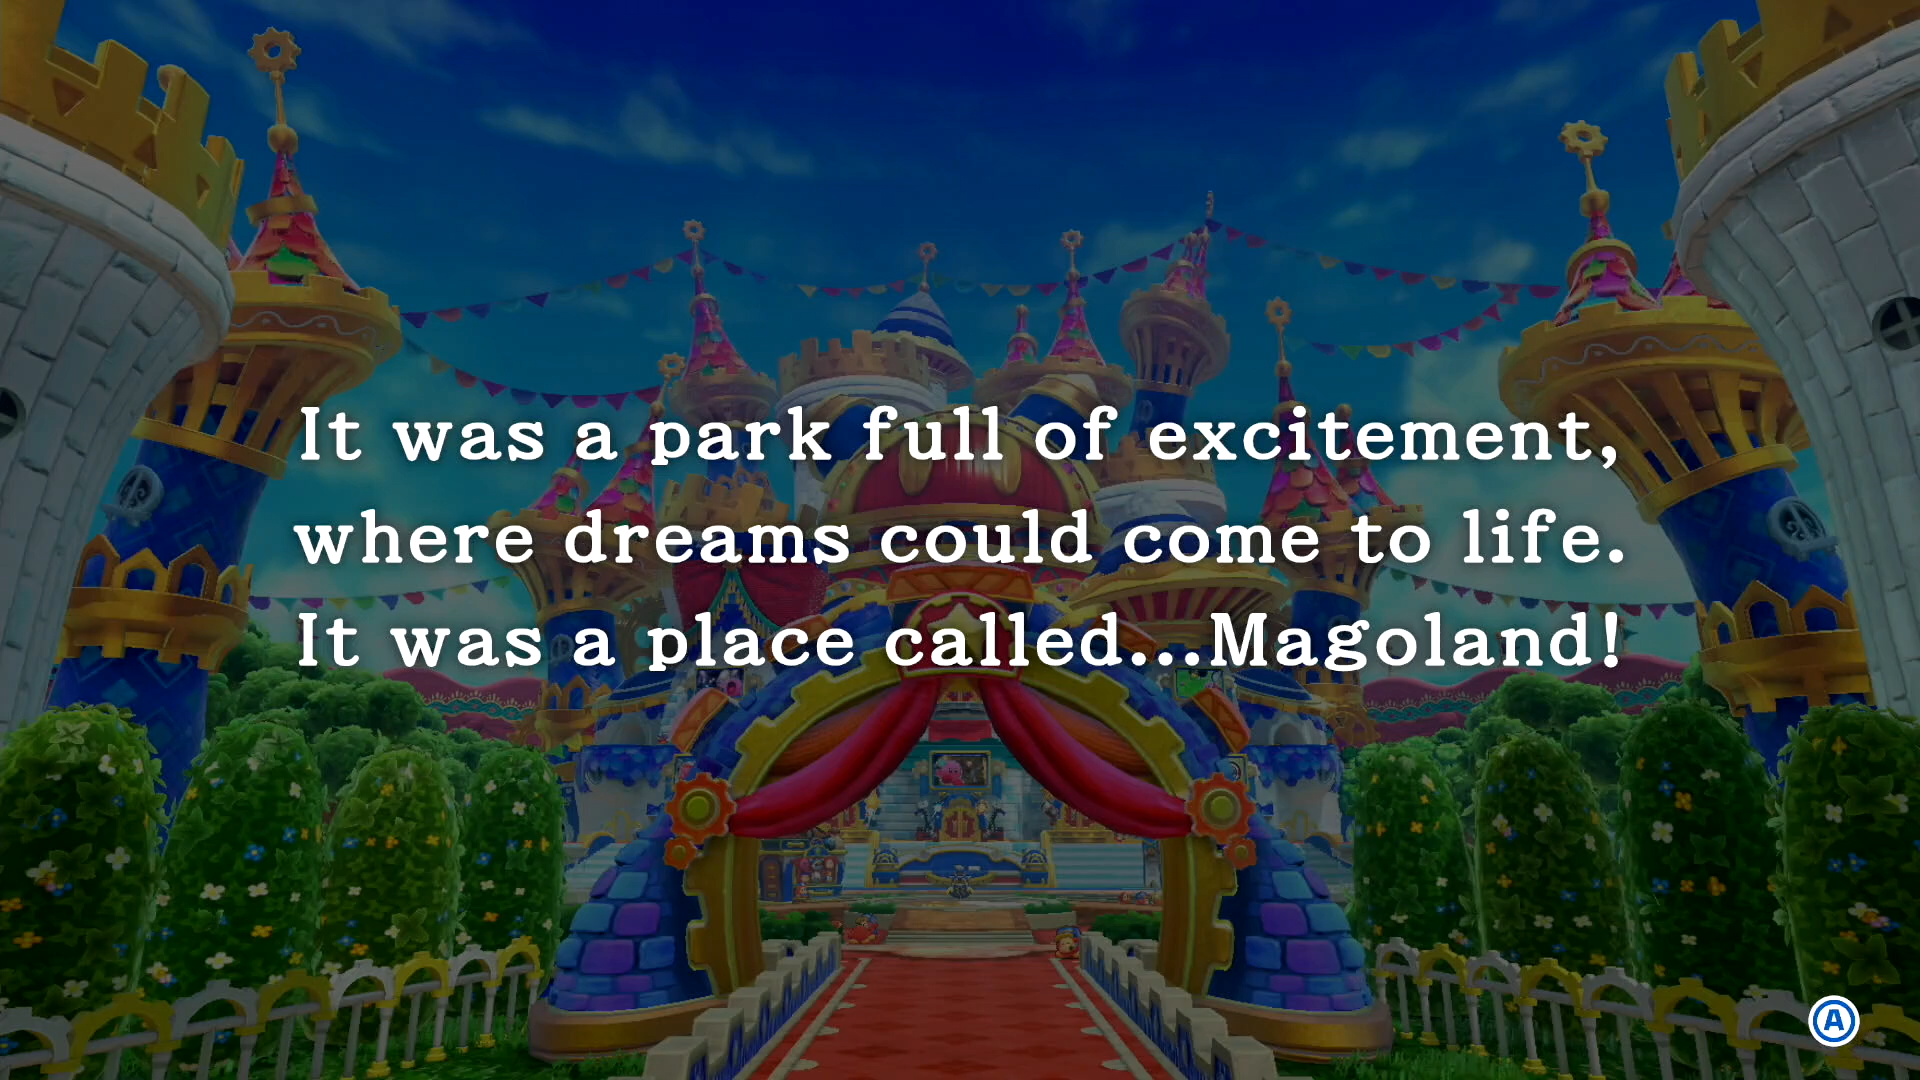 It was a park full of excitement,
where dreams could come to life.
It was a place called...Magoland!
A